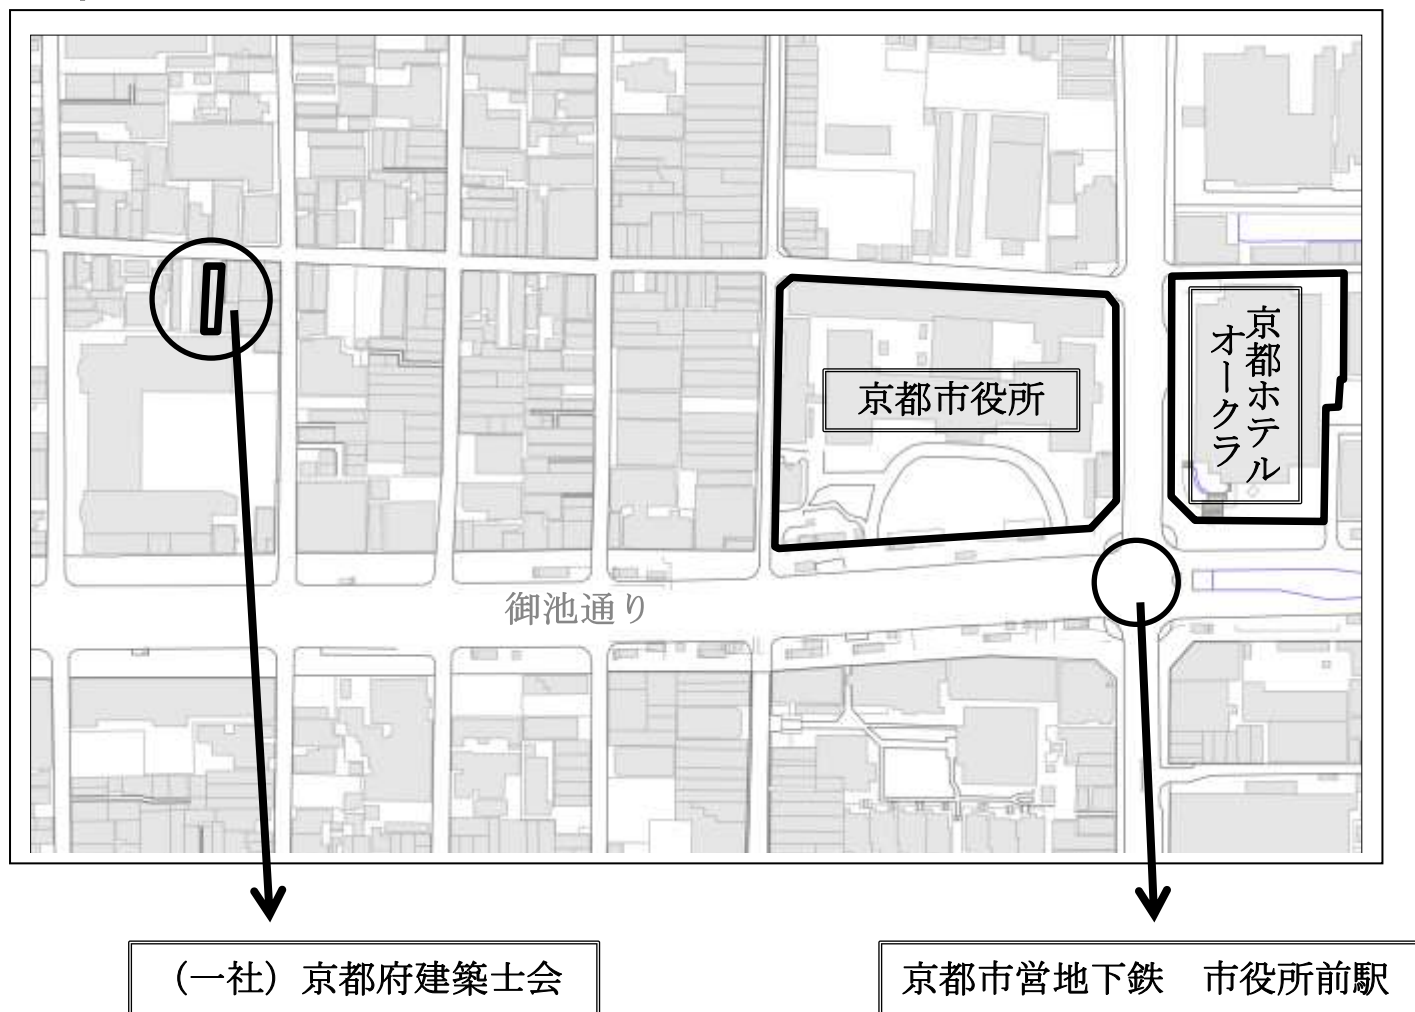 京都ホテル
オークラ
京都市役所
御池通り
（一社）京都府建築士会
京都市営地下鉄　市役所前駅